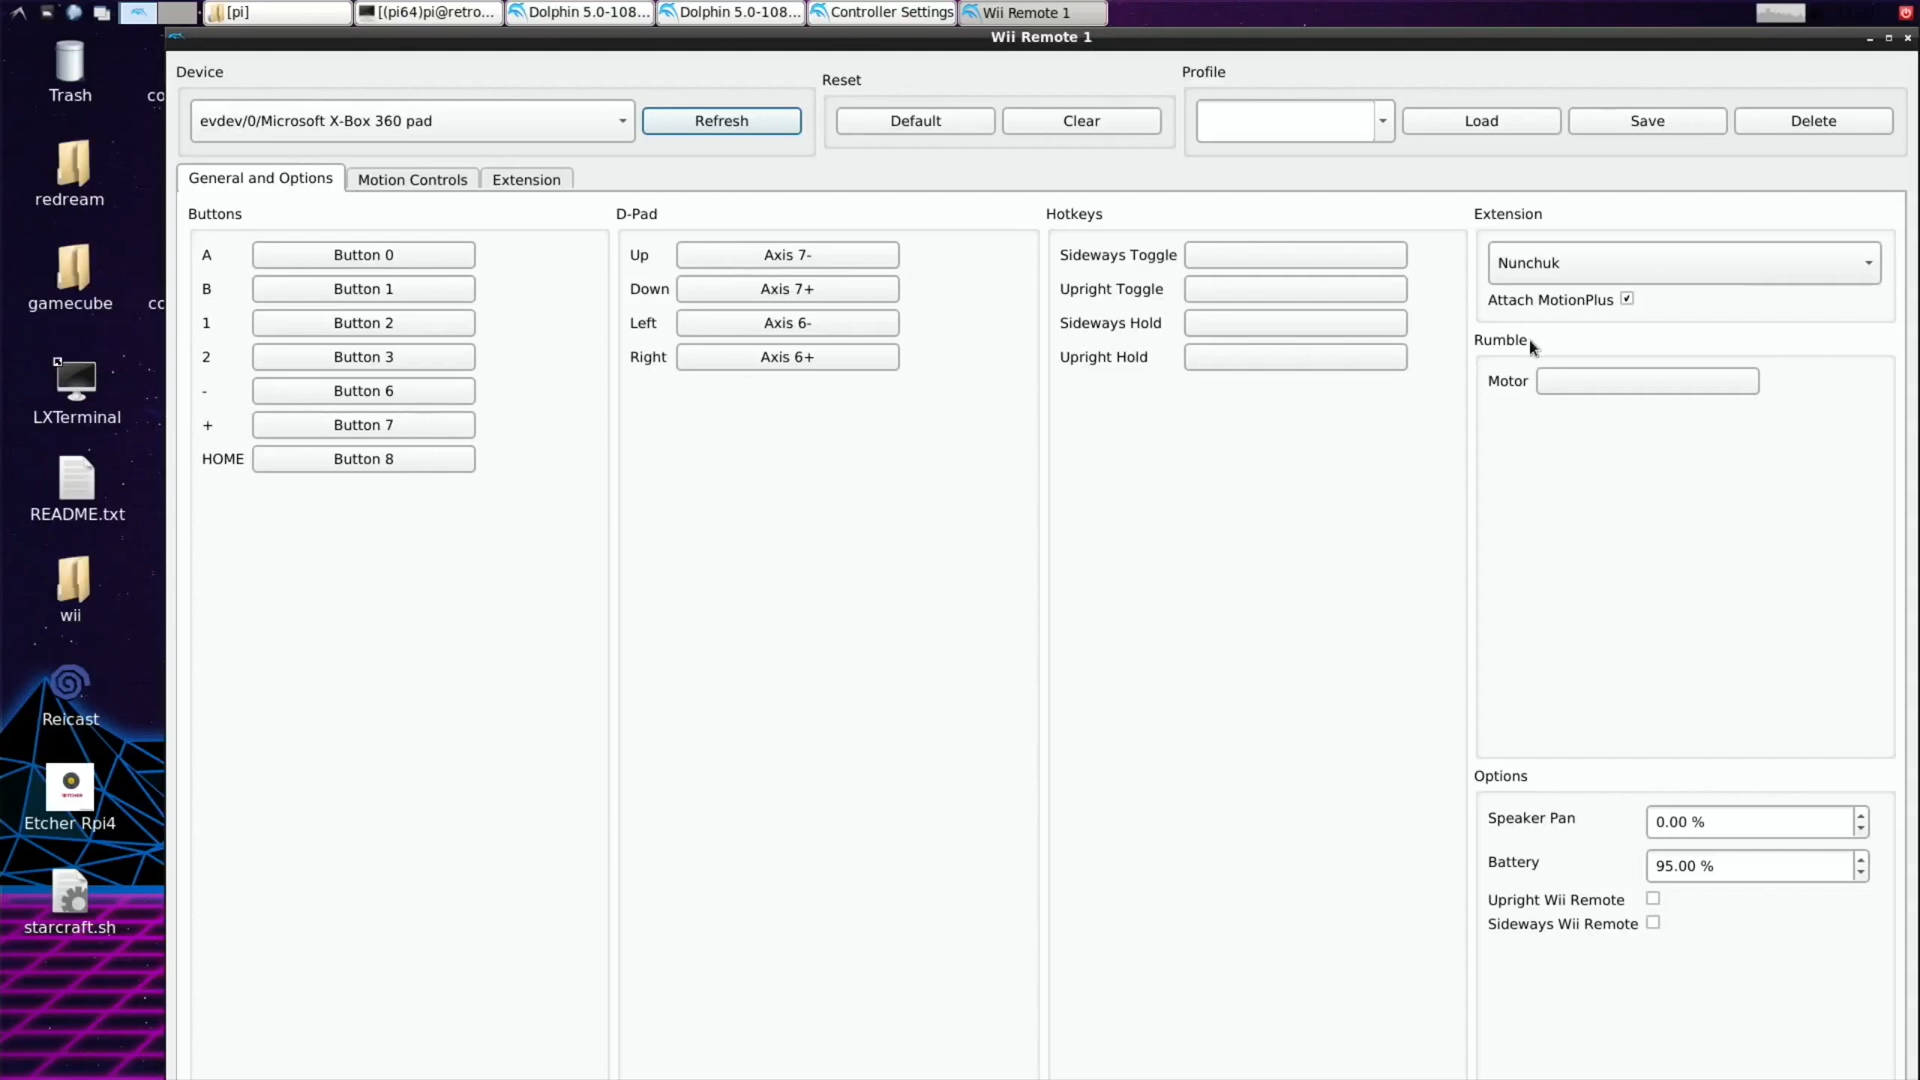 [pi]
[(pi64)pi@retro...
Dolphin 5.0-108...
Dolphin 5.0-108...
Controller Settings
Wii Remote 1
Wii Remote 1
Trash
redream
gamecube
LXTerminal
README.txt
wii
Reicast
Etcher Rpi4
starcraft.sh
co
cc
Device
Reset
Profile
evdev/0/Microsoft X-Box 360 pad
Refresh
Default
Clear
Load
Save
Delete
General and Options
Motion Controls
Extension
Buttons
A Button 0
B Button 1
1 Button 2
2 Button 3
- Button 6
+ Button 7
HOME Button 8
D-Pad
Up Axis 7-
Down Axis 7+
Left Axis 6-
Right Axis 6+
Hotkeys
Sideways Toggle
Upright Toggle
Sideways Hold
Upright Hold
Extension
Nunchuk
Attach MotionPlus
Rumble
Motor
Options
Speaker Pan 0.00 %
Battery 95.00 %
Upright Wii Remote
Sideways Wii Remote